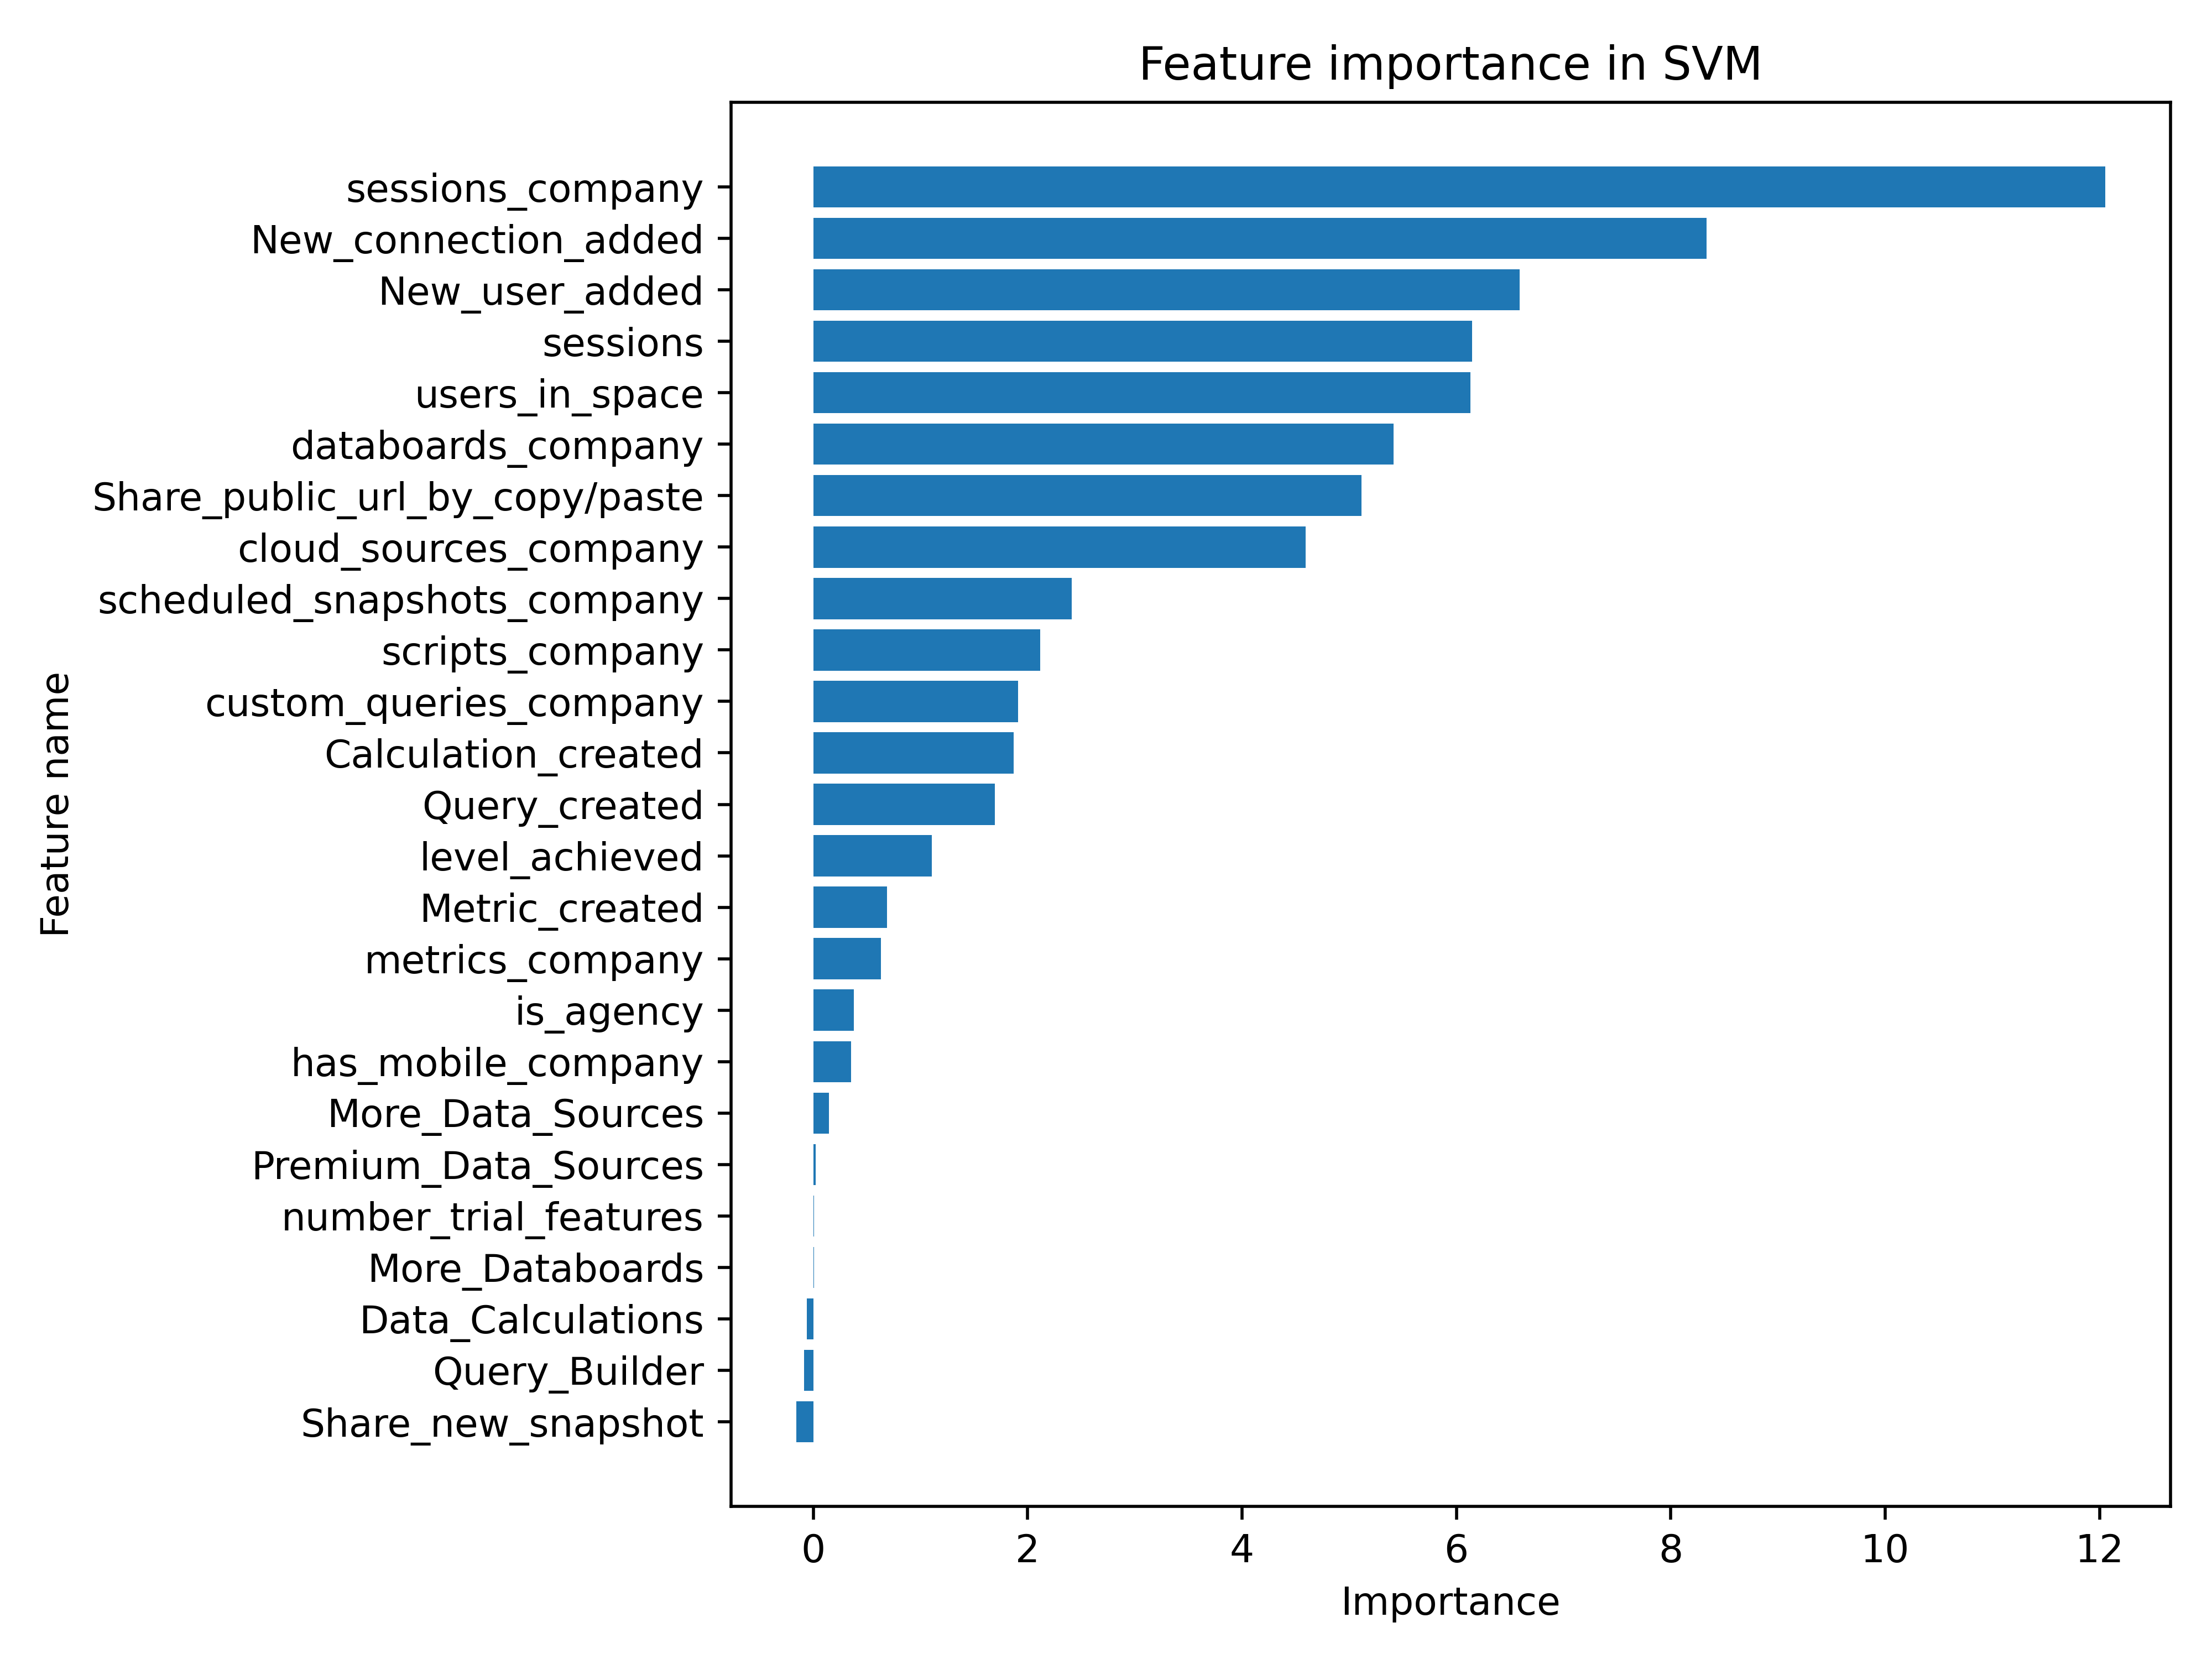 Feature importance in SVM
sessions_company
New_connection_added
New_user_added
sessions
users_in_space
databoards_company
Share_public_url_by_copy/paste
cloud_sources_company
scheduled_snapshots_company
scripts_company
custom_queries_company
Calculation_created
Query_created
level_achieved
Metric_created
metrics_company
is_agency
has_mobile_company
More_Data_Sources
Premium_Data_Sources
number_trial_features
More_Databoards
Data_Calculations
Query_Builder
Share_new_snapshot
Feature name
0 2 4 6 8 10 12
Importance